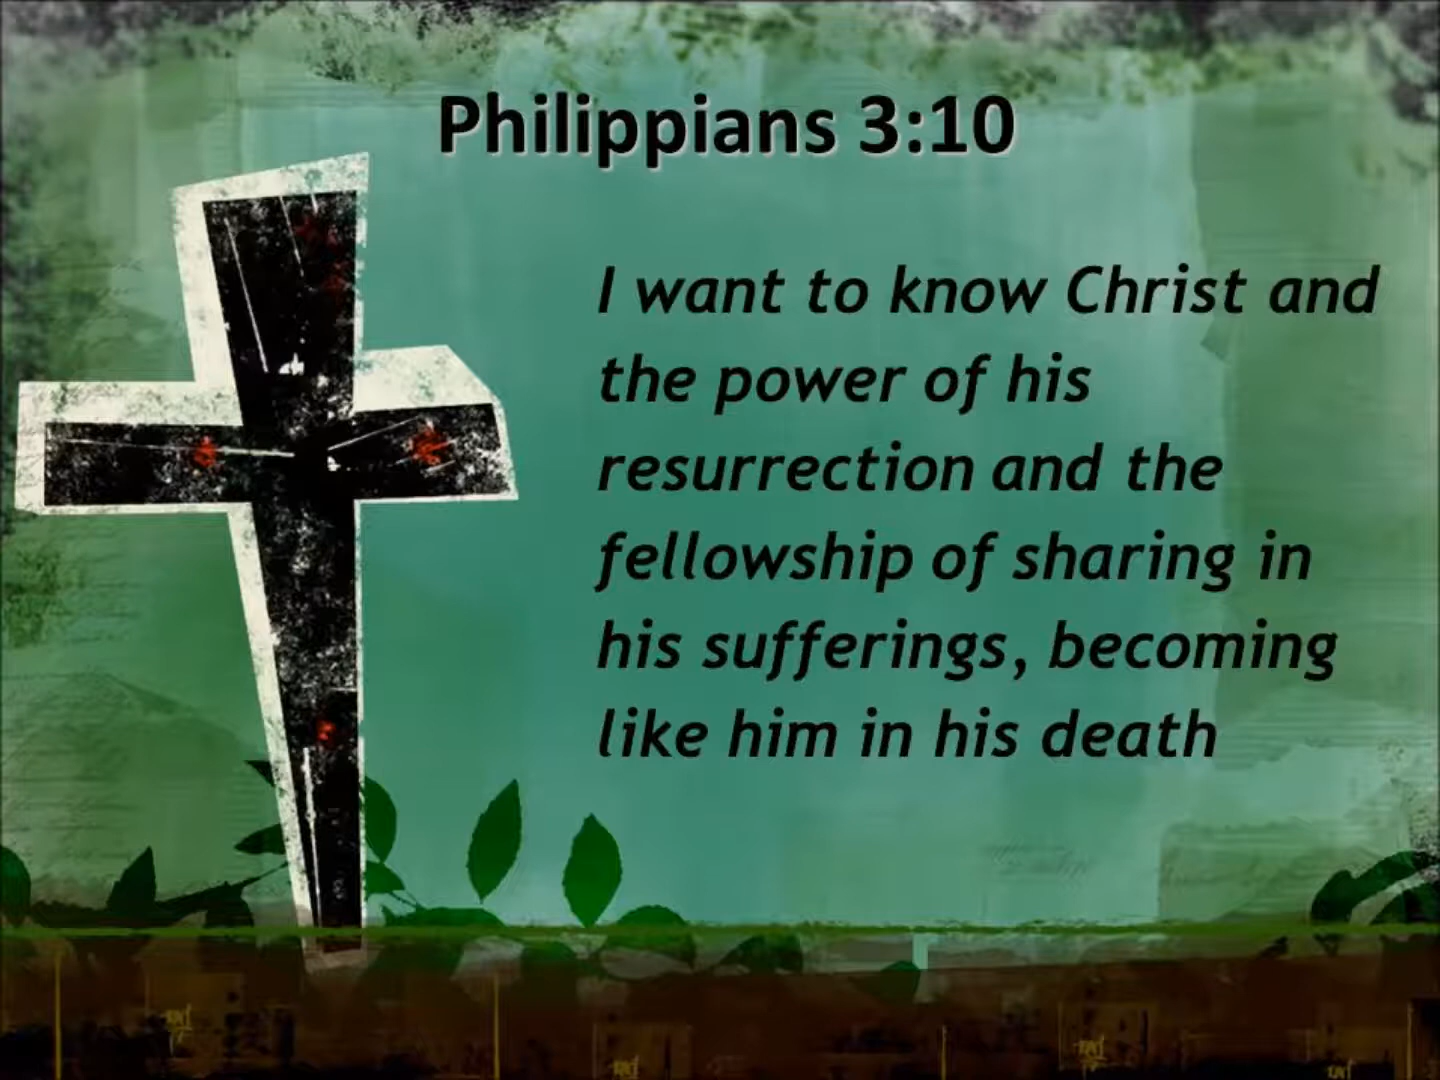 Philippians 3:10
I want to know Christ and
the power of his
resurrection and the
fellowship of sharing in
his sufferings, becoming
like him in his death